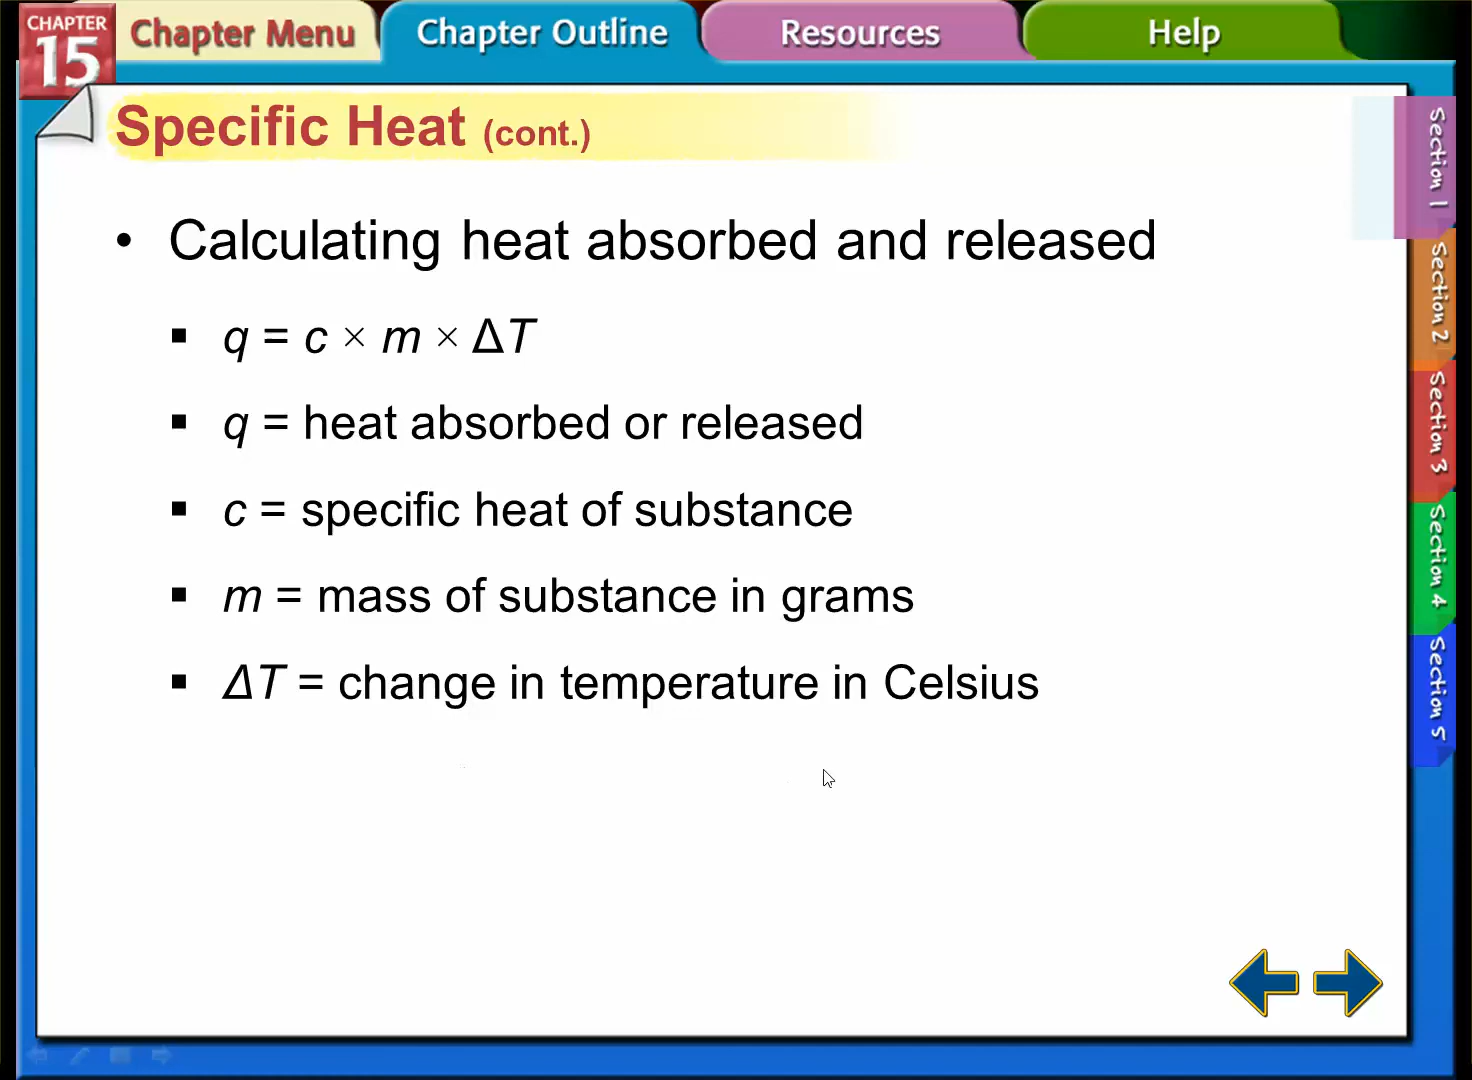 CHAPTER
15
Chapter Menu
Chapter Outline
Resources
Help
Specific Heat (cont.)
• Calculating heat absorbed and released
▪ q = c × m × ΔT
▪ q = heat absorbed or released
▪ c = specific heat of substance
▪ m = mass of substance in grams
▪ ΔT = change in temperature in Celsius
Section 1
Section 2
Section 3
Section 4
Section 5